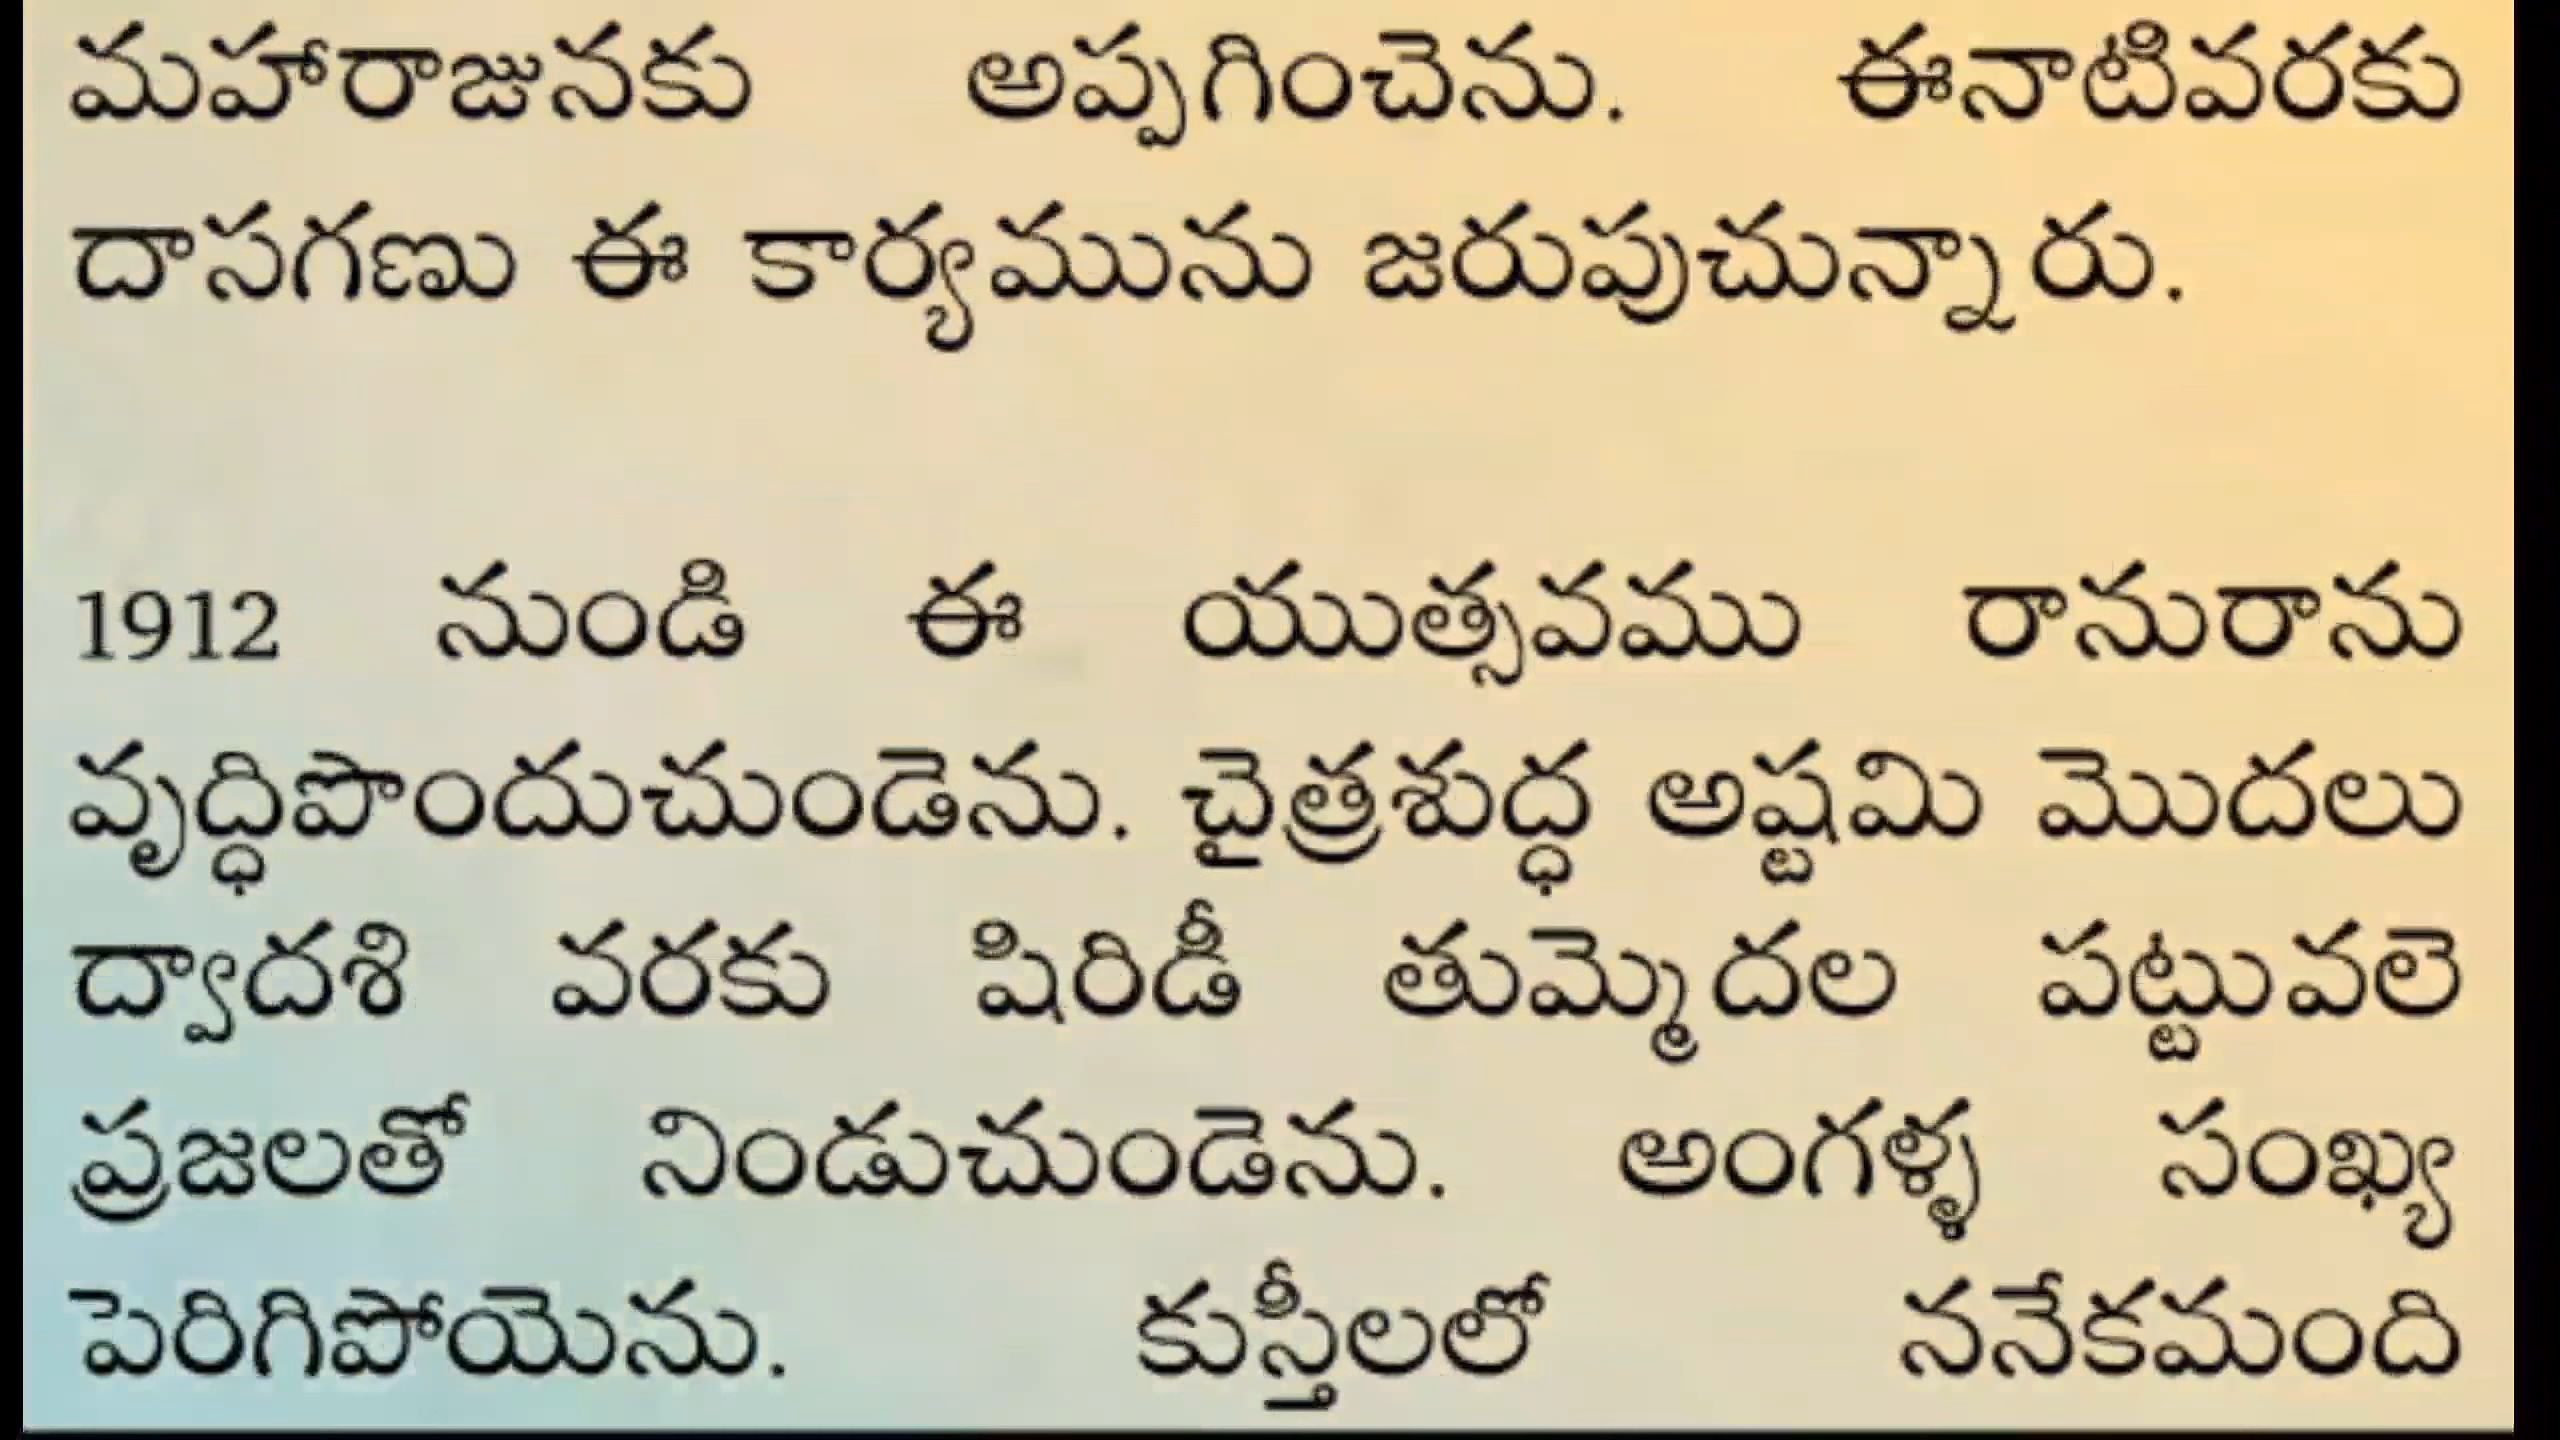 మహారాజునకు అప్పగించెను. ఈనాటివరకు
దాసగణు ఈ కార్యమును జరుపుచున్నారు.
1912 నుండి ఈ యుత్సవము రానురాను
వృద్ధిపొందుచుండెను. చైత్రశుద్ధ అష్టమి మొదలు
ద్వాదశి వరకు షిరిడీ తుమ్మెదల పట్టువలె
ప్రజలతో నిండుచుండెను. అంగళ్ళ సంఖ్య
పెరిగిపోయెను. కుస్తీలలో ననేకమంది